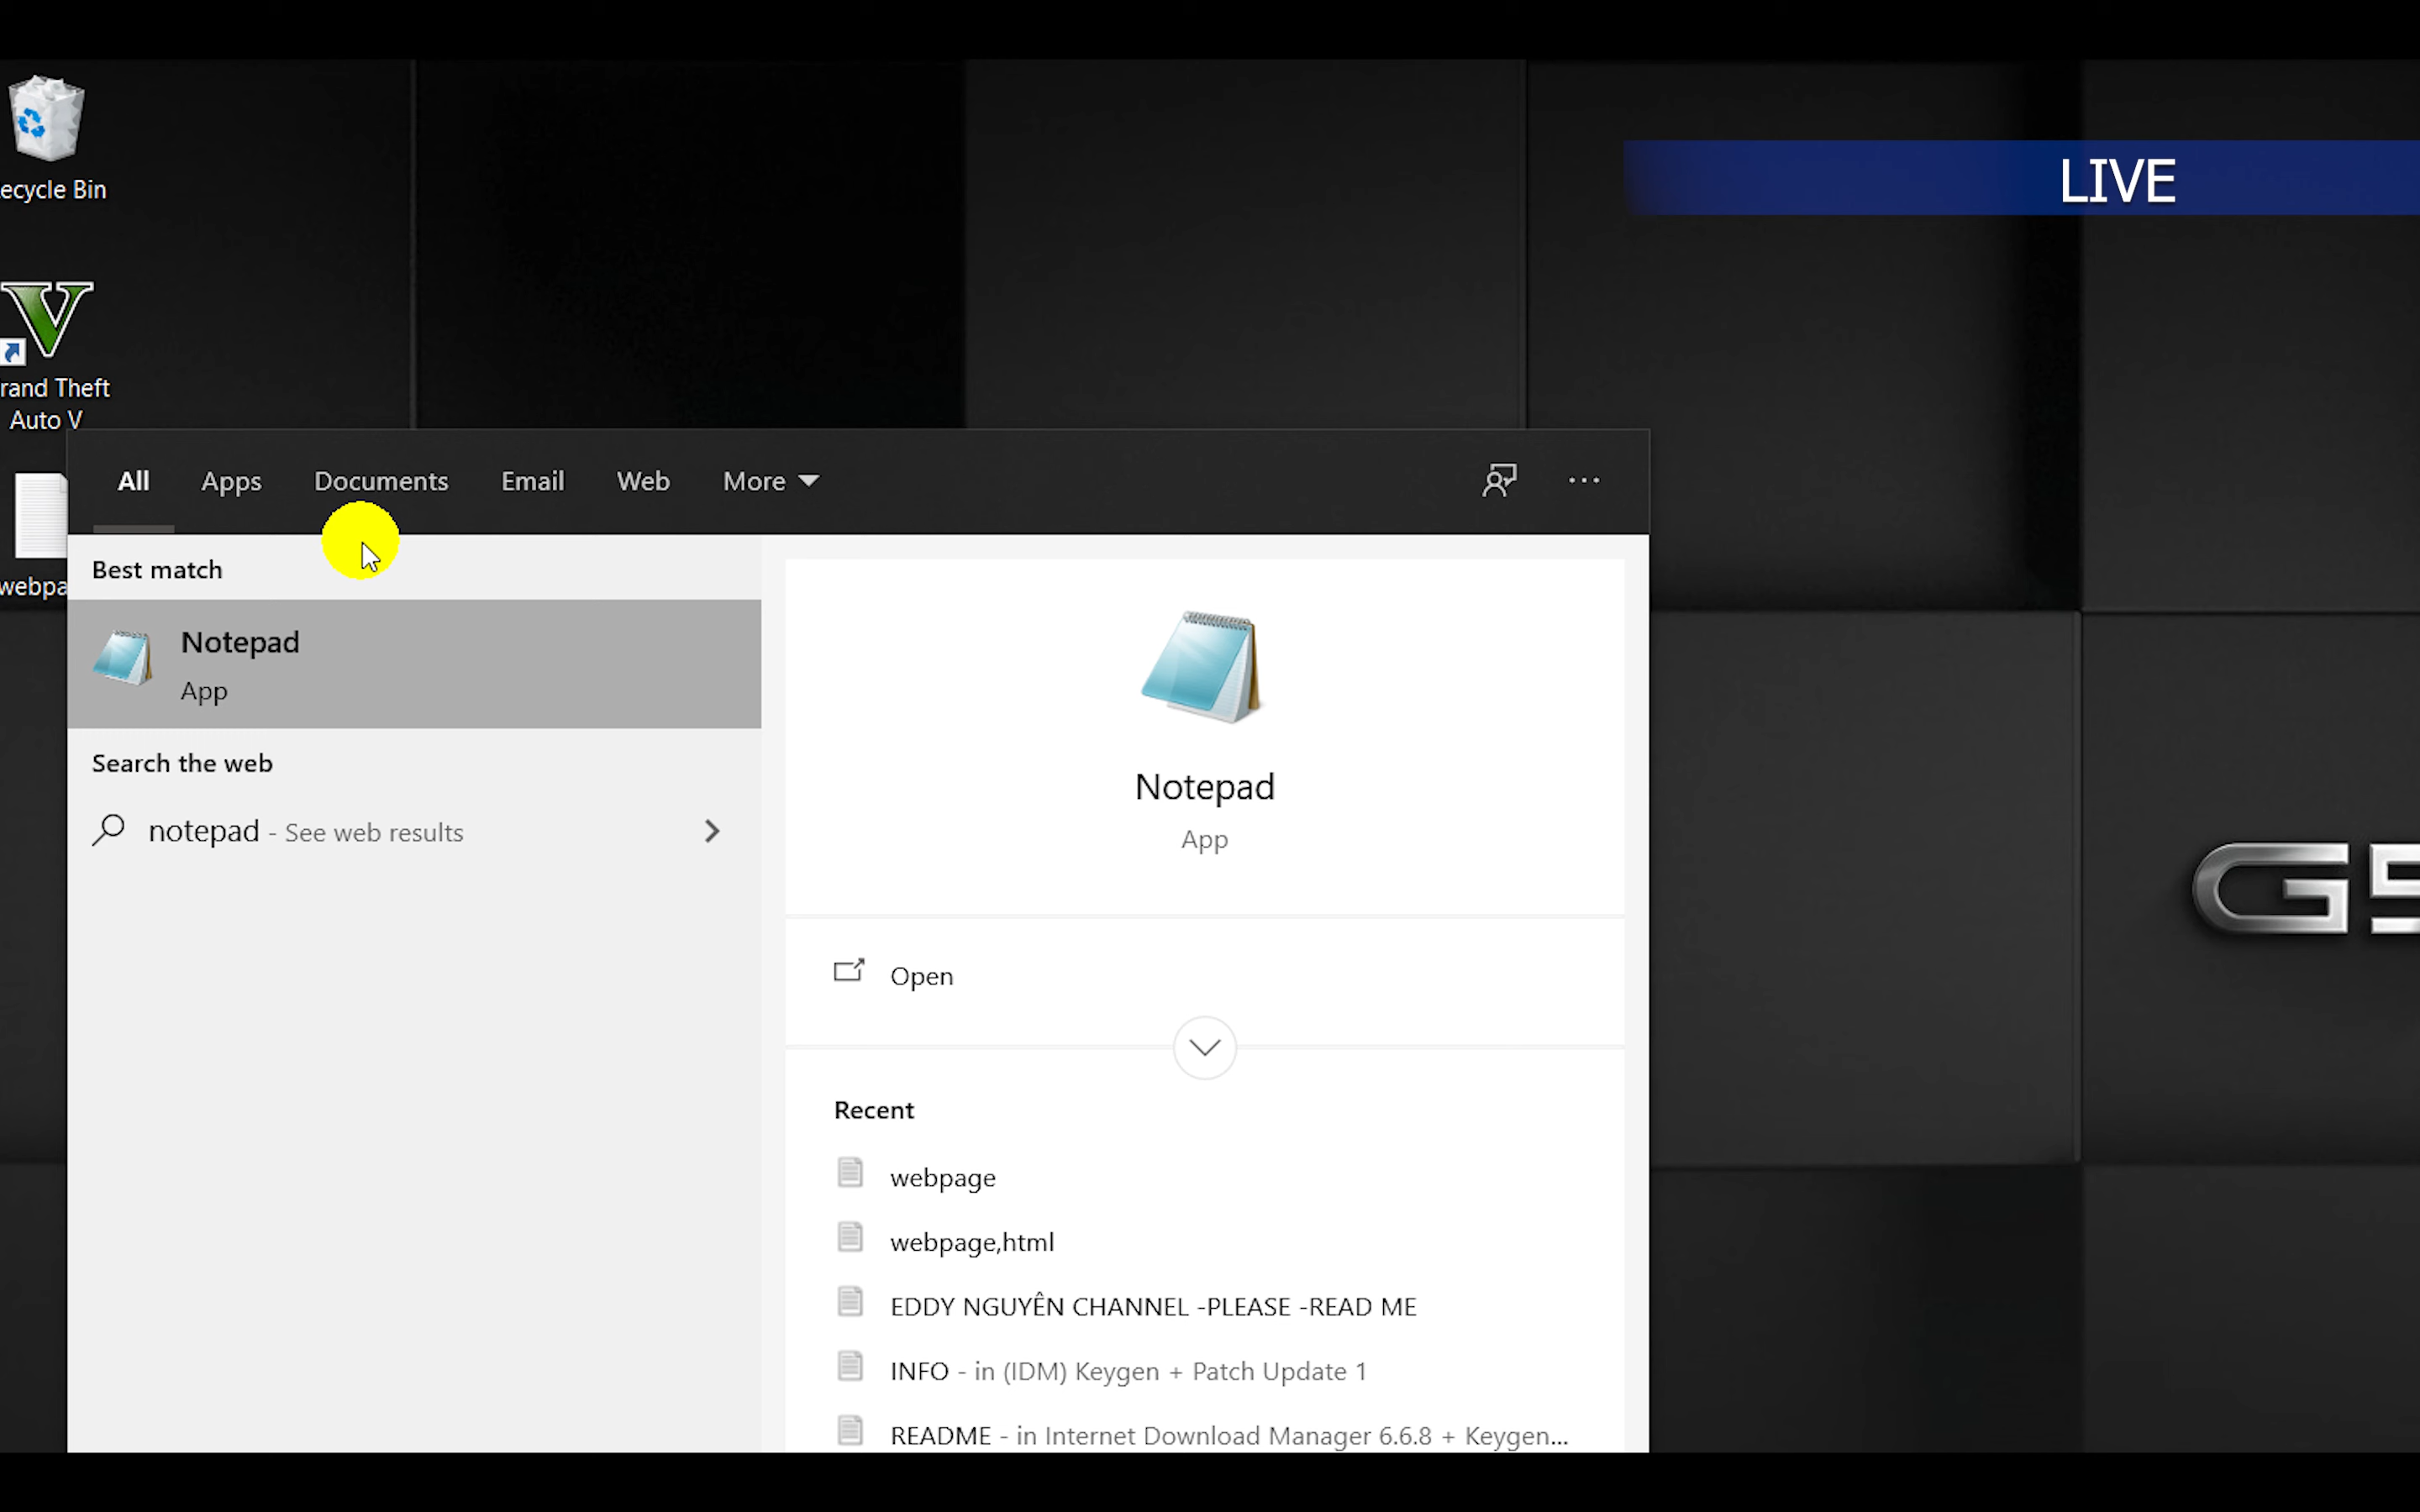 ecycle Bin
rand Theft
Auto V
webpa
LIVE
All Apps Documents Email Web More
Best match
Notepad
App
Search the web
notepad - See web results
Notepad
App
Open
Recent
webpage
webpage,html
EDDY NGUYÊN CHANNEL -PLEASE -READ ME
INFO - in (IDM) Keygen + Patch Update 1
README - in Internet Download Manager 6.6.8 + Keygen...
G5